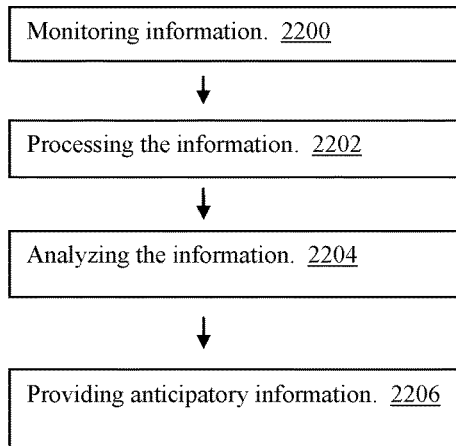 Monitoring information. 2200
Processing the information. 2202
Analyzing the information. 2204
Providing anticipatory information. 2206